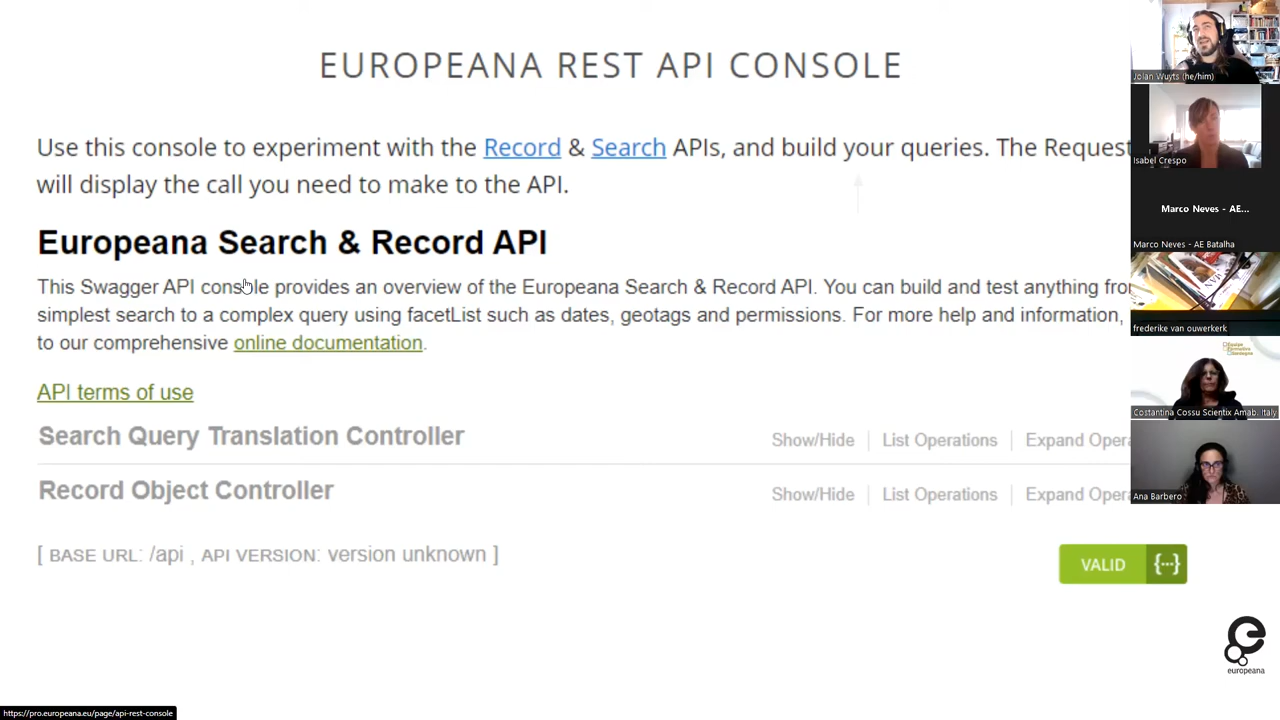 EUROPEANA REST API CONSOLE
Use this console to experiment with the Record & Search APIs, and build your queries. The Request
will display the call you need to make to the API.
Europeana Search & Record API
This Swagger API console provides an overview of the Europeana Search & Record API. You can build and test anything from
simplest search to a complex query using facetList such as dates, geotags and permissions. For more help and information,
to our comprehensive online documentation.
API terms of use
Search Query Translation Controller
Show/Hide | List Operations | Expand Opera
Record Object Controller
Show/Hide | List Operations | Expand Opera
[ BASE URL: /api , API VERSION: version unknown ]
VALID {···}
europeana
https://pro.europeana.eu/page/api-rest-console
Jolan Wuyts (he/him)
Isabel Crespo
Marco Neves - AE...
Marco Neves - AE Batalha
frederike van ouwerkerk
Costantina Cossu Scientix Amab. Italy
Ana Barbero